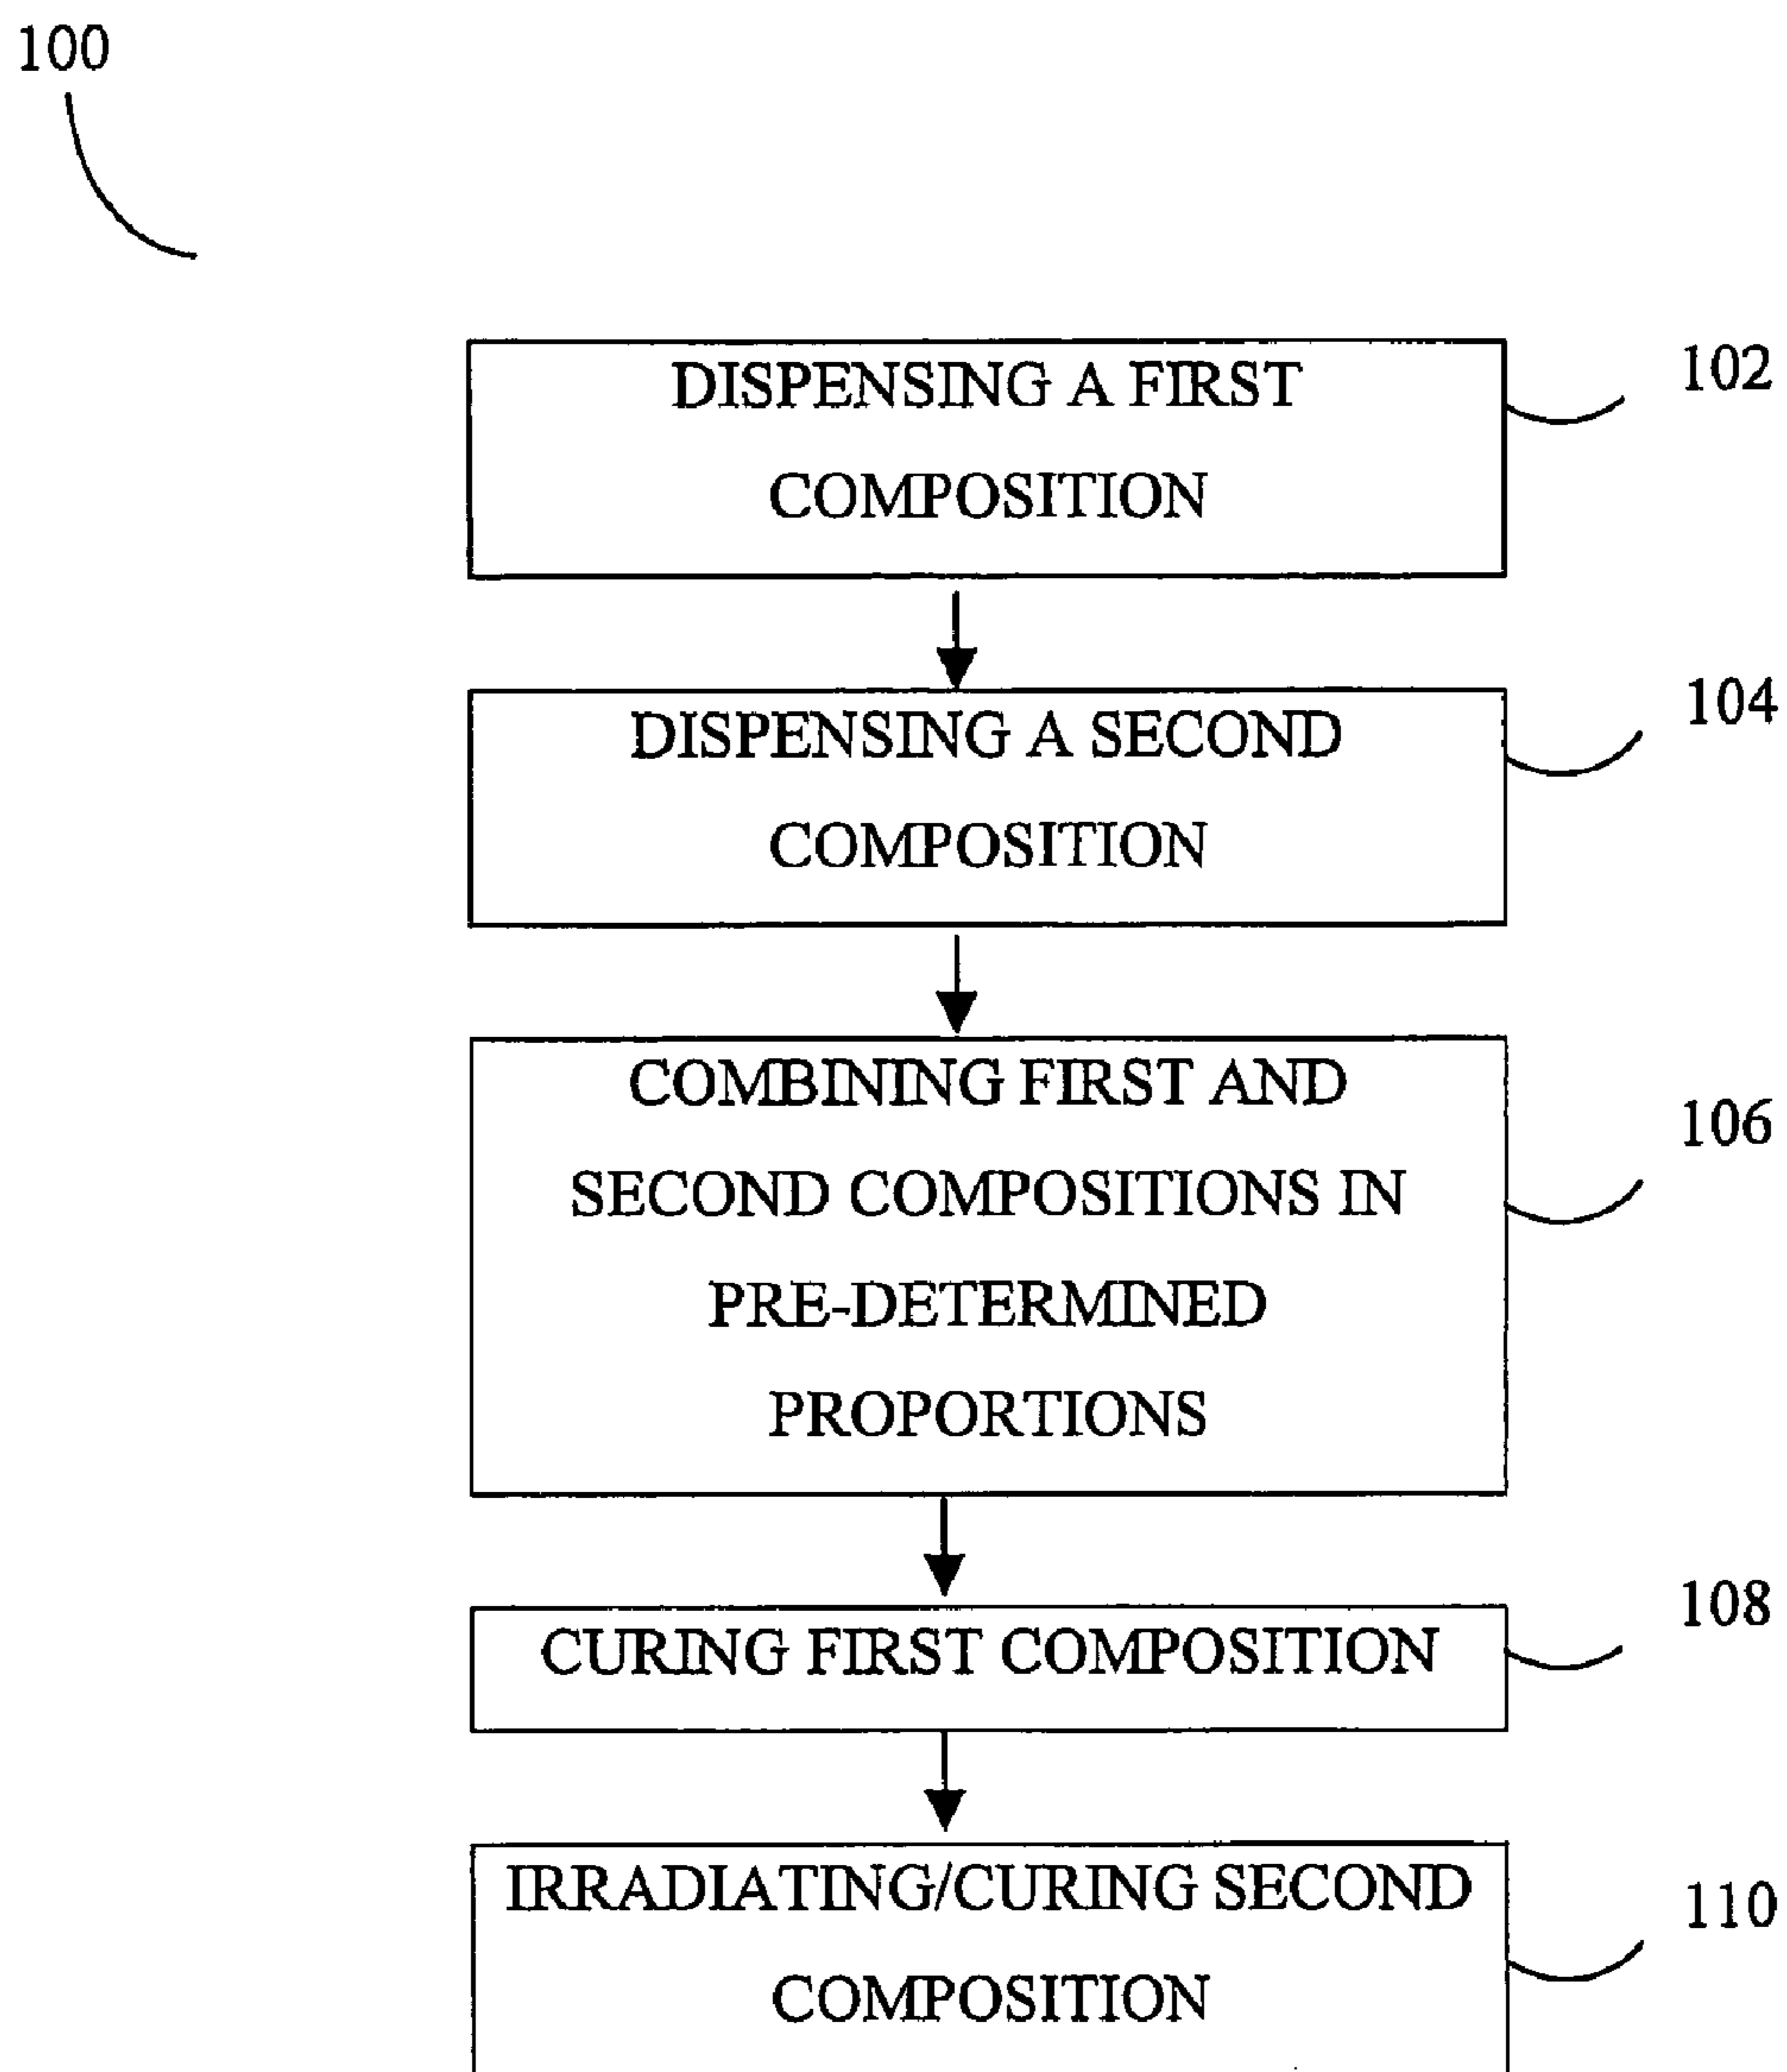 100
DISPENSING A FIRST
COMPOSITION
102
DISPENSING A SECOND
COMPOSITION
104
COMBINING FIRST AND
SECOND COMPOSITIONS IN
PRE-DETERMINED
PROPORTIONS
106
CURING FIRST COMPOSITION
108
IRRADIATING/CURING SECOND
COMPOSITION
110